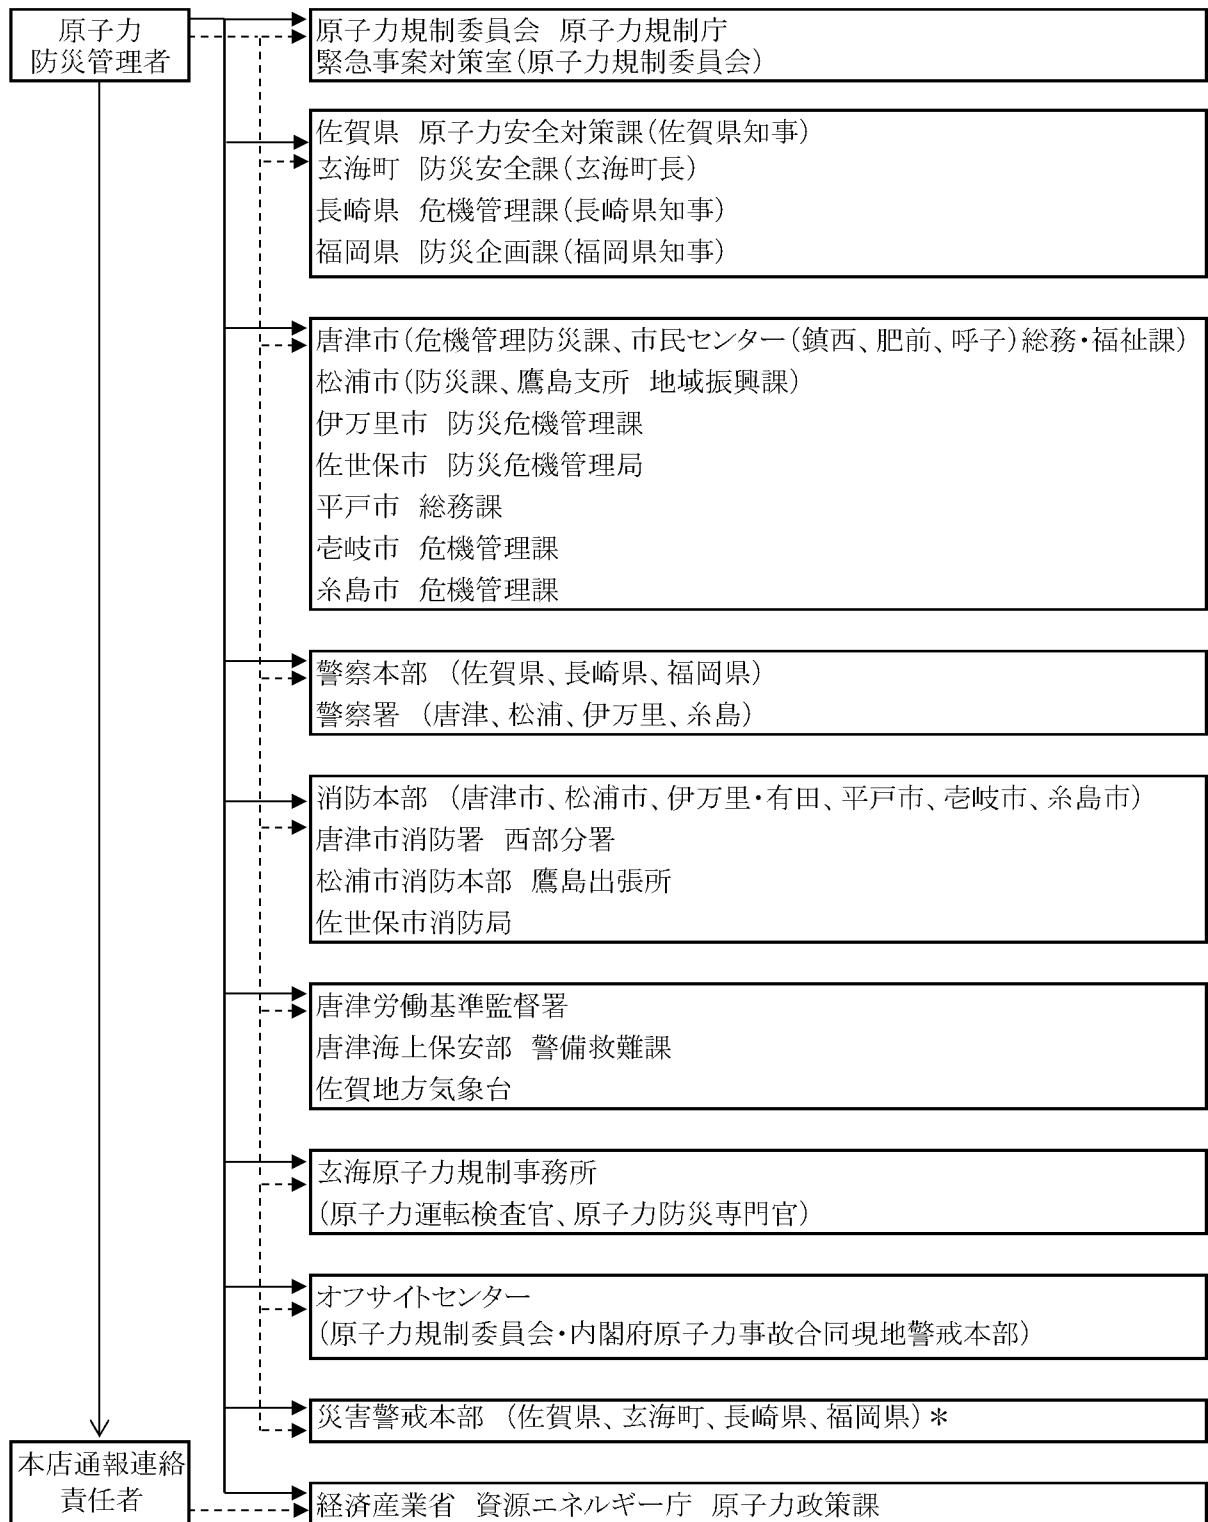 原子力
防災管理者
原子力規制委員会　原子力規制庁
緊急事案対策室（原子力規制委員会）
佐賀県　原子力安全対策課（佐賀県知事）
玄海町　防災安全課（玄海町長）
長崎県　危機管理課（長崎県知事）
福岡県　防災企画課（福岡県知事）
唐津市（危機管理防災課、市民センター（鎮西、肥前、呼子）総務・福祉課）
松浦市（防災課、鷹島支所　地域振興課）
伊万里市　防災危機管理課
佐世保市　防災危機管理局
平戸市　総務課
壱岐市　危機管理課
糸島市　危機管理課
警察本部　（佐賀県、長崎県、福岡県）
警察署　（唐津、松浦、伊万里、糸島）
消防本部　（唐津市、松浦市、伊万里・有田、平戸市、壱岐市、糸島市）
唐津市消防署　西部分署
松浦市消防本部　鷹島出張所
佐世保市消防局
唐津労働基準監督署
唐津海上保安部　警備救難課
佐賀地方気象台
玄海原子力規制事務所
（原子力運転検査官、原子力防災専門官）
オフサイトセンター
（原子力規制委員会・内閣府原子力事故合同現地警戒本部）
災害警戒本部　（佐賀県、玄海町、長崎県、福岡県）＊
本店通報連絡
責任者
経済産業省　資源エネルギー庁　原子力政策課